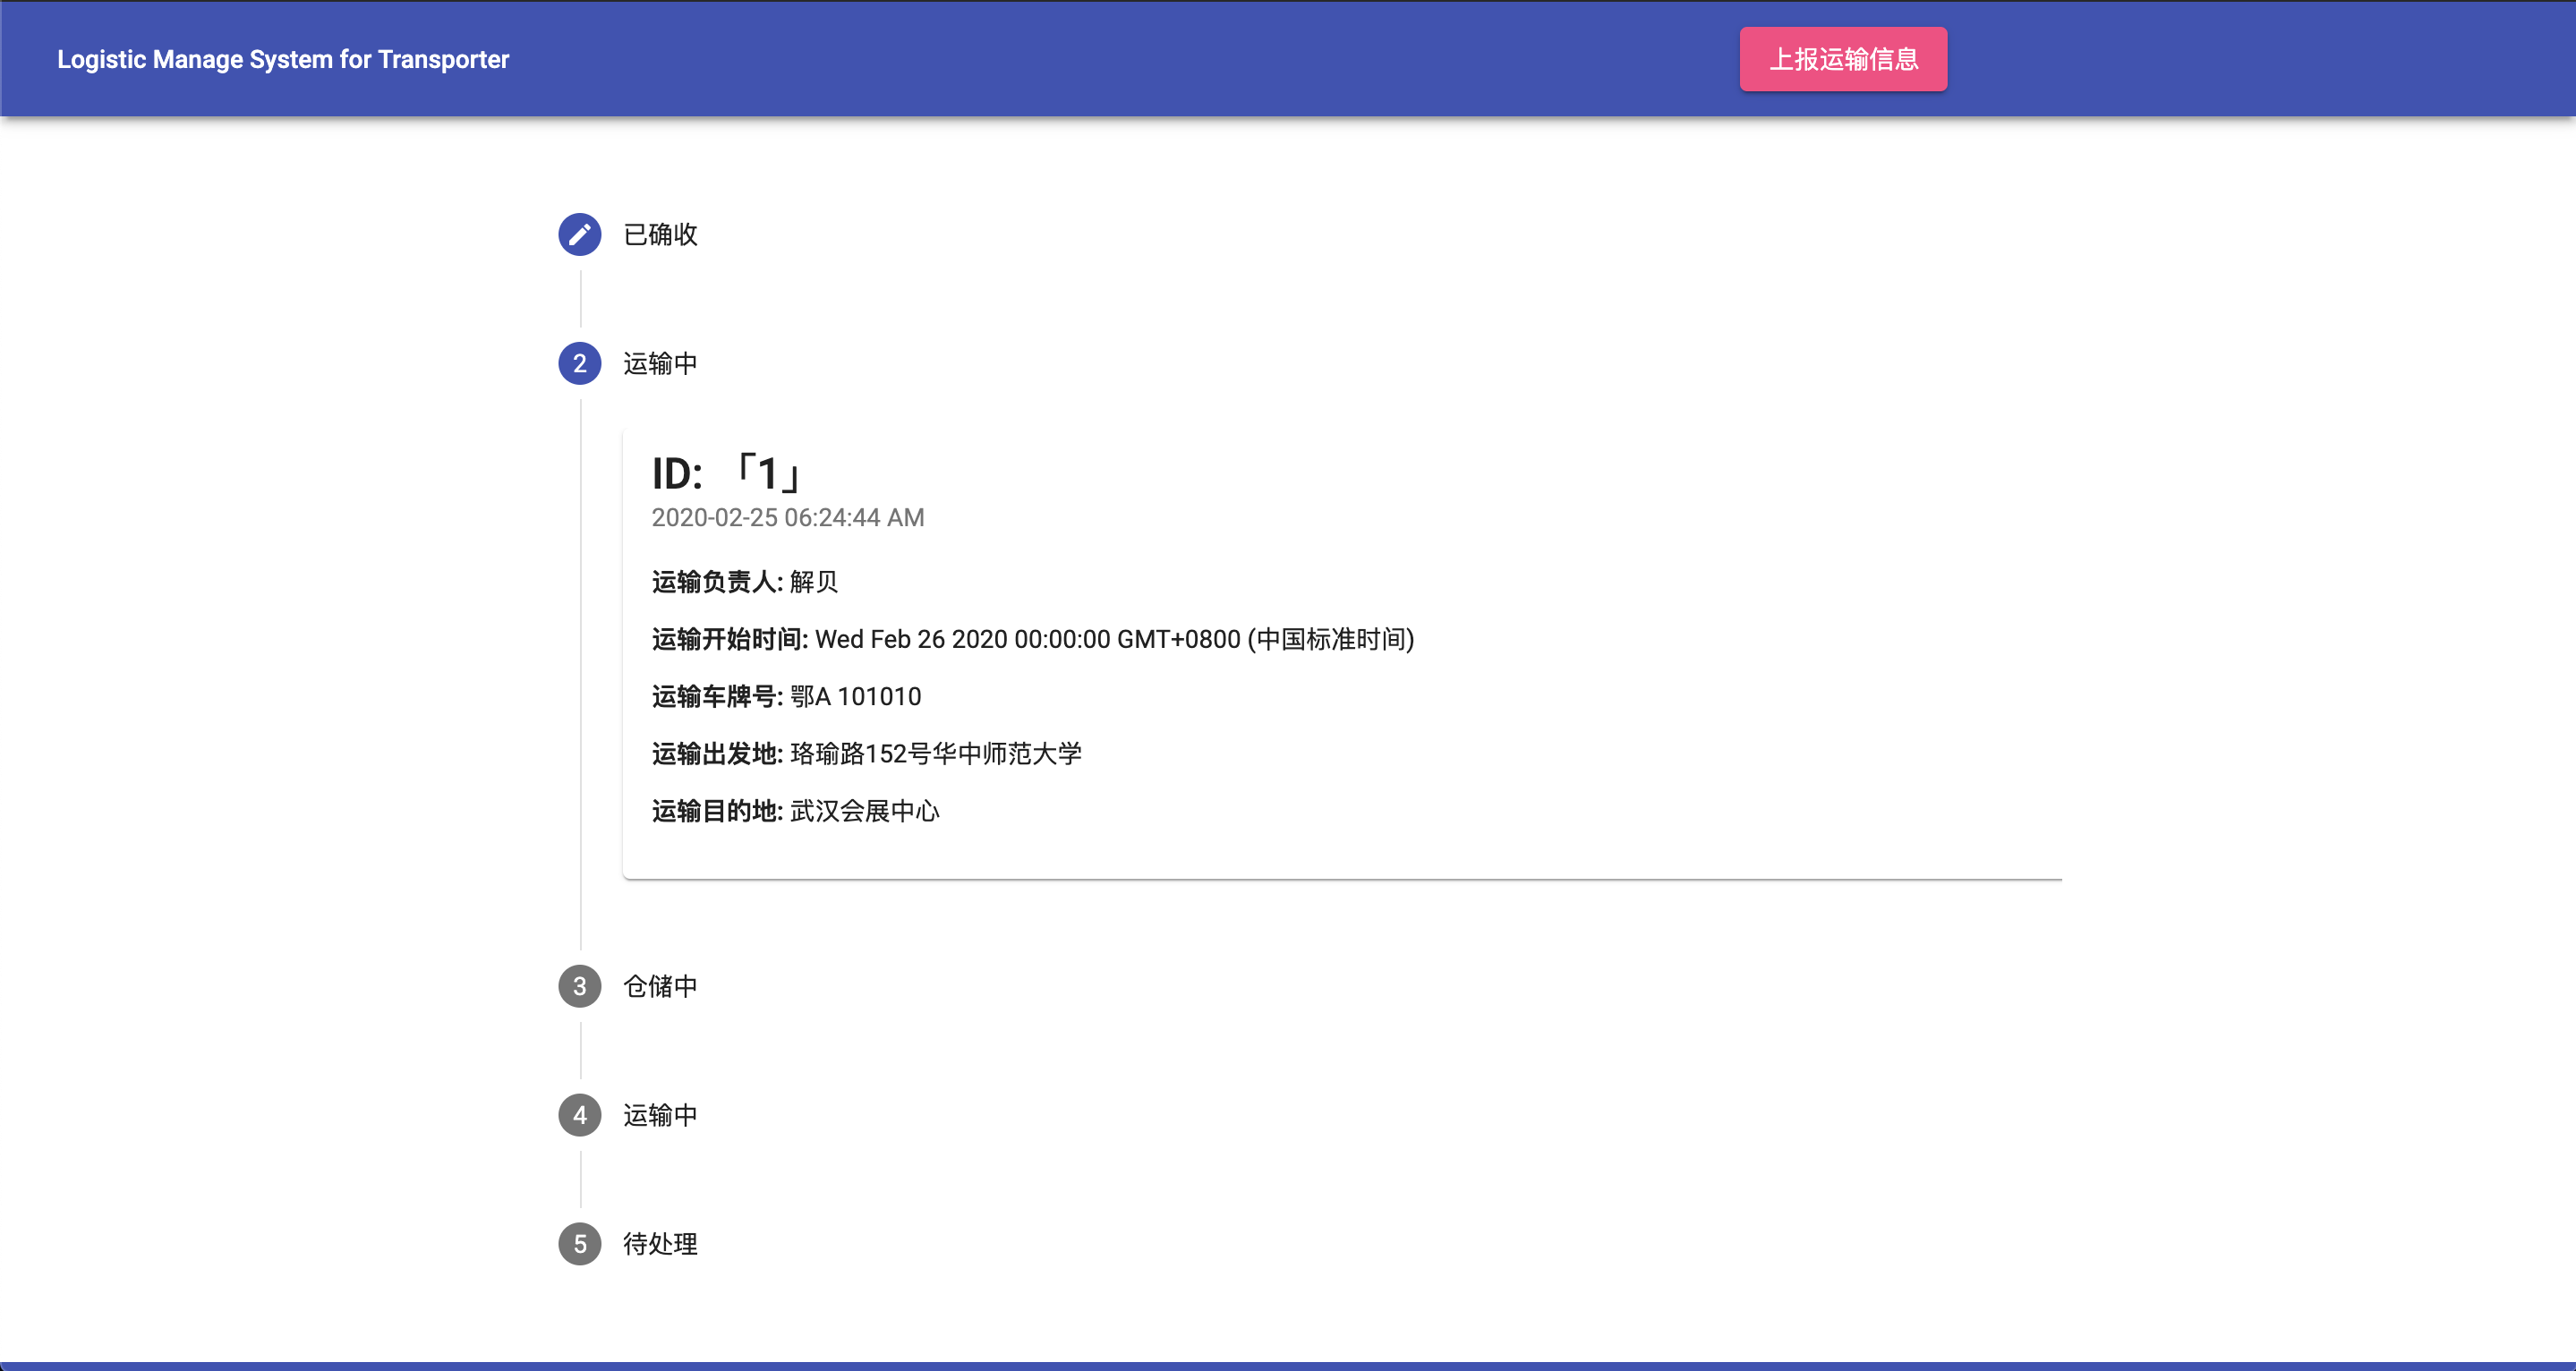 Logistic Manage System for Transporter
上报运输信息
已确收
2 运输中
ID: 「1」
2020-02-25 06:24:44 AM
运输负责人: 解贝
运输开始时间: Wed Feb 26 2020 00:00:00 GMT+0800 (中国标准时间)
运输车牌号: 鄂A 101010
运输出发地: 珞瑜路152号华中师范大学
运输目的地: 武汉会展中心
3 仓储中
4 运输中
5 待处理